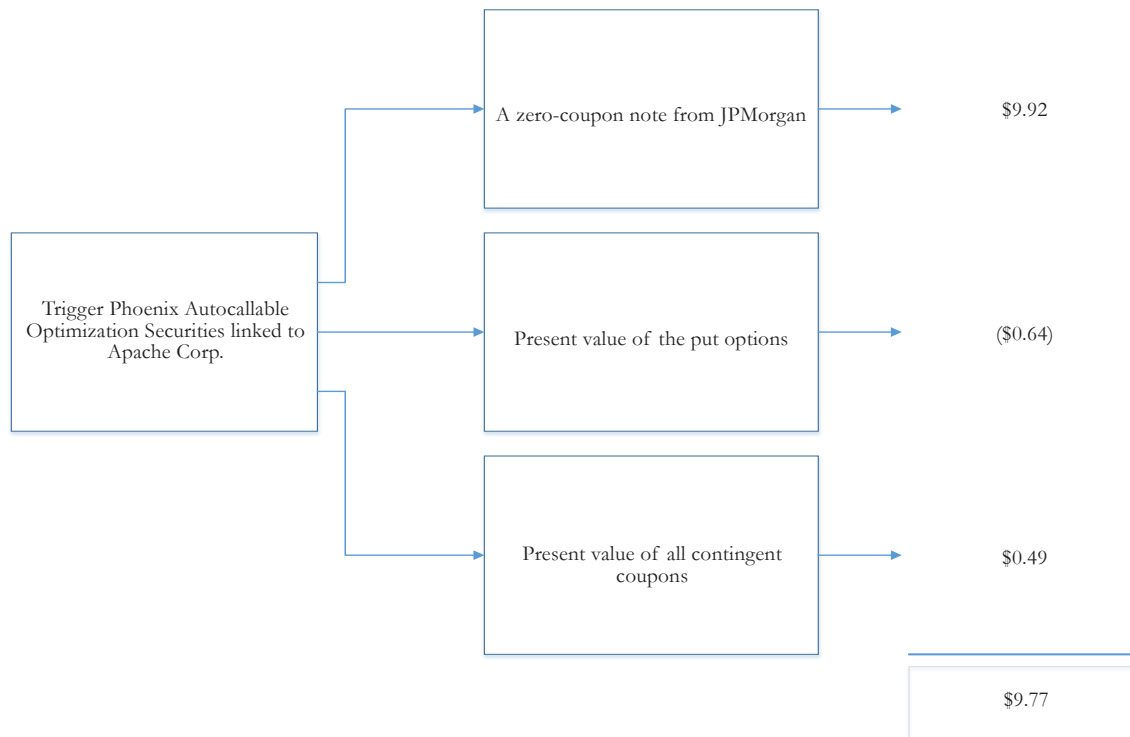 A zero-coupon note from JPMorgan
$9.92
Trigger Phoenix Autocallable
Optimization Securities linked to
Apache Corp.
Present value of the put options
($0.64)
Present value of all contingent
coupons
$0.49
$9.77